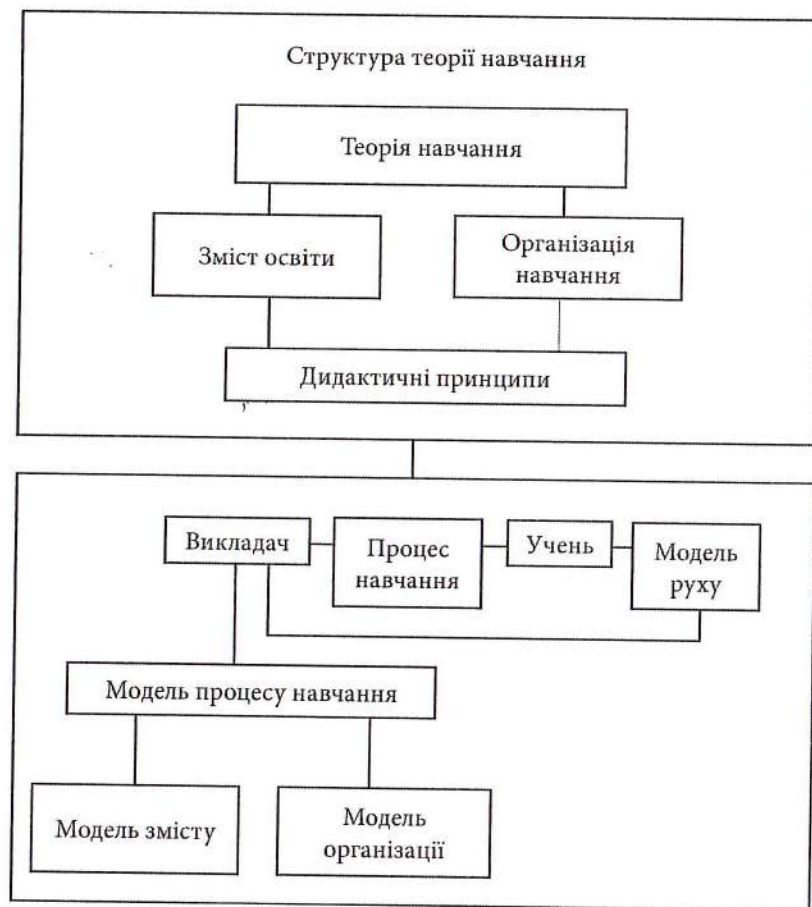 Структура теорії навчання
Теорія навчання
Зміст освіти
Організація
навчання
Дидактичні принципи
Викладач
Процес
навчання
Учень
Модель
руху
Модель процесу навчання
Модель змісту
Модель
організації